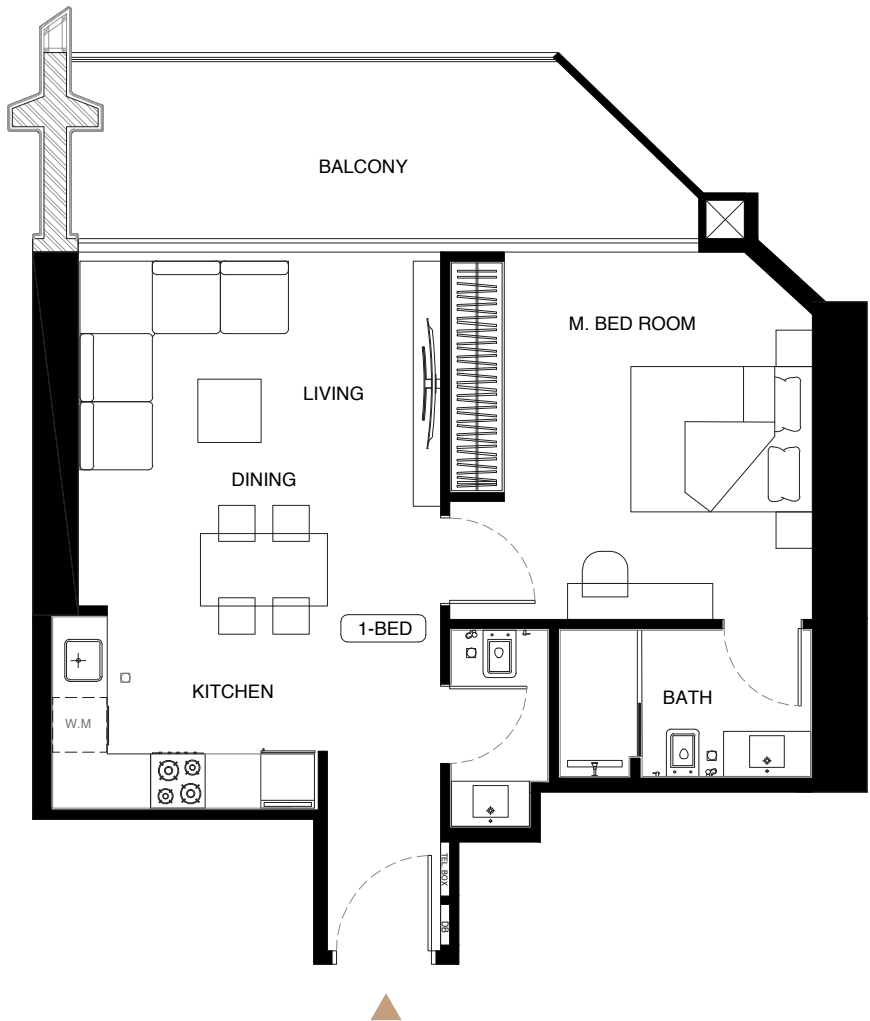 BALCONY
M. BED ROOM
LIVING
DINING
1-BED
KITCHEN
BATH
W.M
TEL BOX
DB